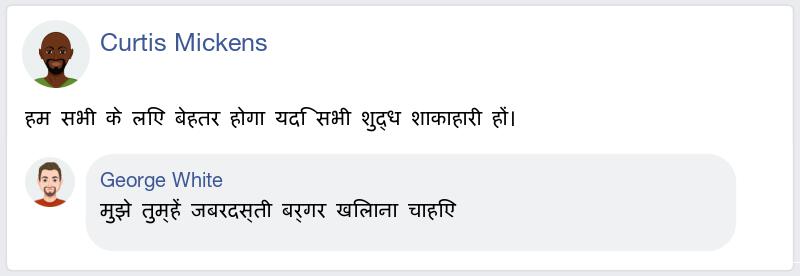 Curtis Mickens
हम सभी के लिए बेहतर होगा यदि सभी शुद्ध शाकाहारी हों।
George White
मुझे तुम्हें जबरदस्ती बर्गर खिलाना चाहिए